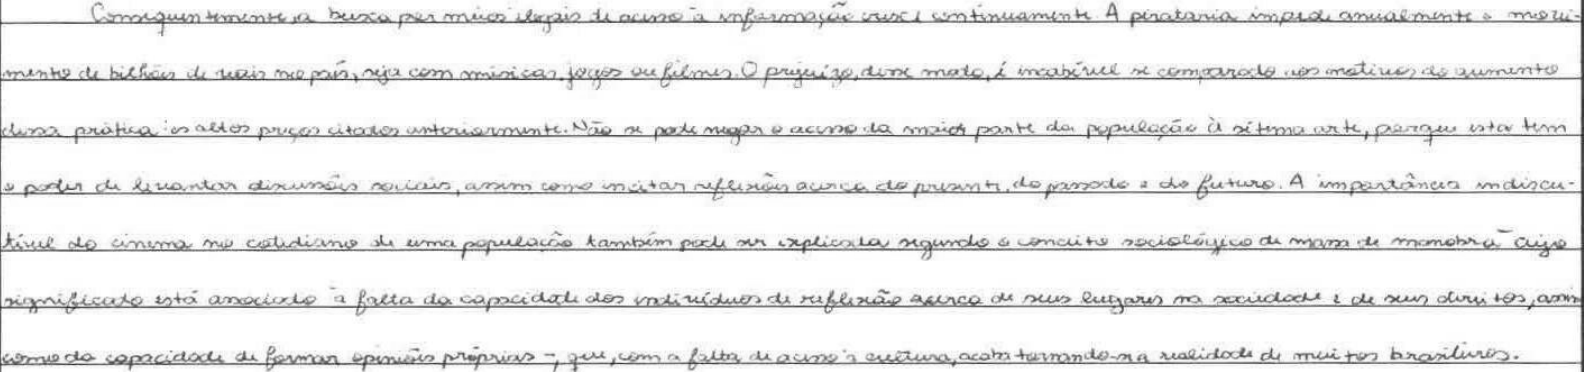 Consequentemente, a busca por meios ilegais de acesso à informação cresce continuamente. A pirataria impede anualmente o movi-
mento de bilhões de reais no país, seja com músicas, jogos ou filmes. O prejuízo, desse modo, é incabível se comparado aos motivos do aumento
dessa prática: os altos preços citados anteriormente. Não se pode negar o acesso da maior parte da população à sétima arte, porque esta tem
o poder de levantar discussões sociais, assim como incitar reflexões acerca do presente, do passado e do futuro. A importância indiscu-
tível do cinema no cotidiano de uma população também pode ser explicada segundo o conceito sociológico de massa de manobra - cujo
significado está associado à falta da capacidade dos indivíduos de reflexão acerca de seus lugares na sociedade e de seus direitos, assim
como da capacidade de formar opiniões próprias -, que, com a falta de acesso à cultura, acaba tornando-se a realidade de muitos brasileiros.